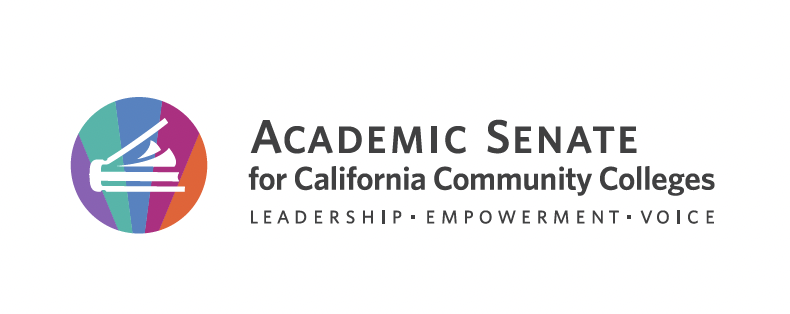 ACADEMIC SENATE
for California Community Colleges
LEADERSHIP · EMPOWERMENT · VOICE